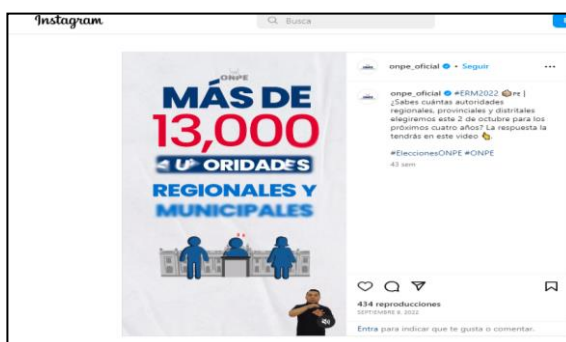 Instagram
Busca
ONPE
MÁS DE
13,000
REGIONALES Y
MUNICIPALES
onpe_oficial • Seguir
onpe_oficial #ERM2022 PE |
¿Sabes cuántas autoridades
regionales, provinciales y distritales
elegiremos este 2 de octubre para los
próximos cuatro años? La respuesta la
tendrás en este video
#EleccionesONPE #ONPE
43 sem
434 reproducciones
SEPTIEMBRE 9, 2022
Entra para indicar que te gusta o comentar.